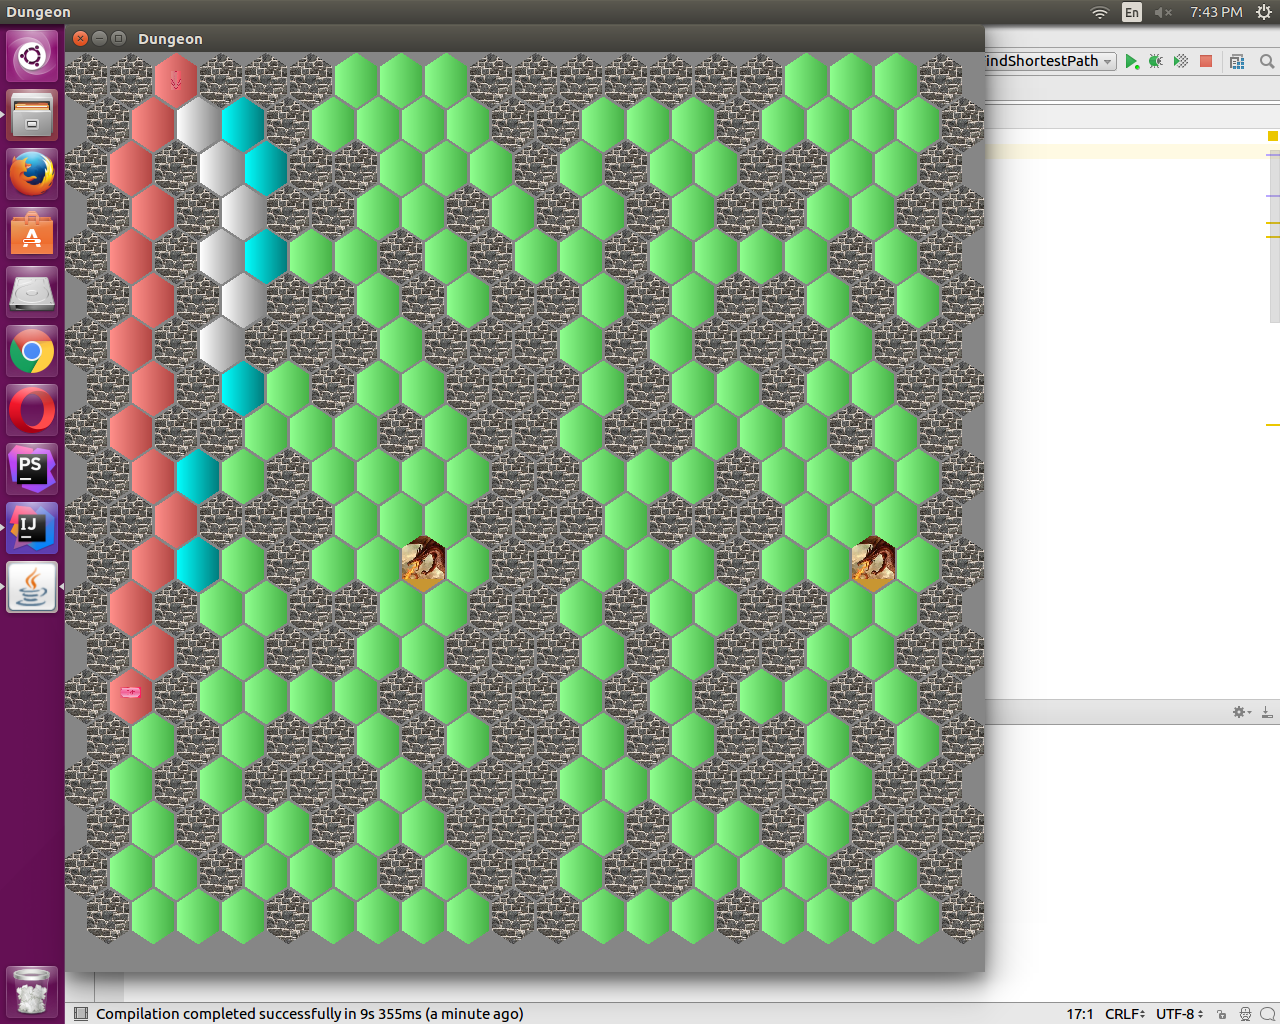 Dungeon
En
7:43 PM
Dungeon
indShortestPath
A
PS
IJ
Compilation completed successfully in 9s 355ms (a minute ago)
17:1 CRLF UTF-8